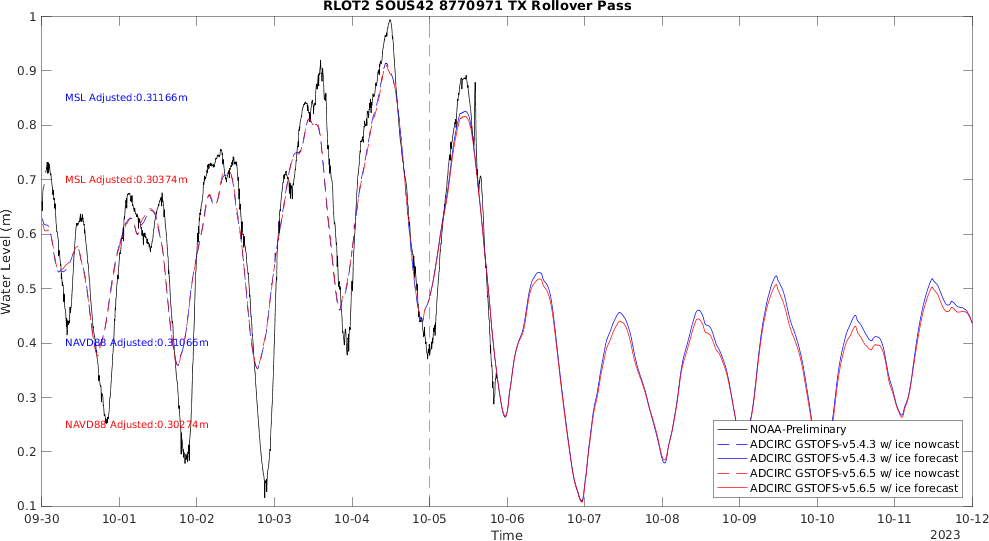 RLOT2 SOUS42 8770971 TX Rollover Pass
Water Level (m)
1
0.9
0.8
0.7
0.6
0.5
0.4
0.3
0.2
0.1
MSL Adjusted:0.31166m
MSL Adjusted:0.30374m
NAVD88 Adjusted:0.31066m
NAVD88 Adjusted:0.30274m
NOAA-Preliminary
ADCIRC GSTOFS-v5.4.3 w/ ice nowcast
ADCIRC GSTOFS-v5.4.3 w/ ice forecast
ADCIRC GSTOFS-v5.6.5 w/ ice nowcast
ADCIRC GSTOFS-v5.6.5 w/ ice forecast
09-30 10-01 10-02 10-03 10-04 10-05 10-06 10-07 10-08 10-09 10-10 10-11 10-12
Time
2023